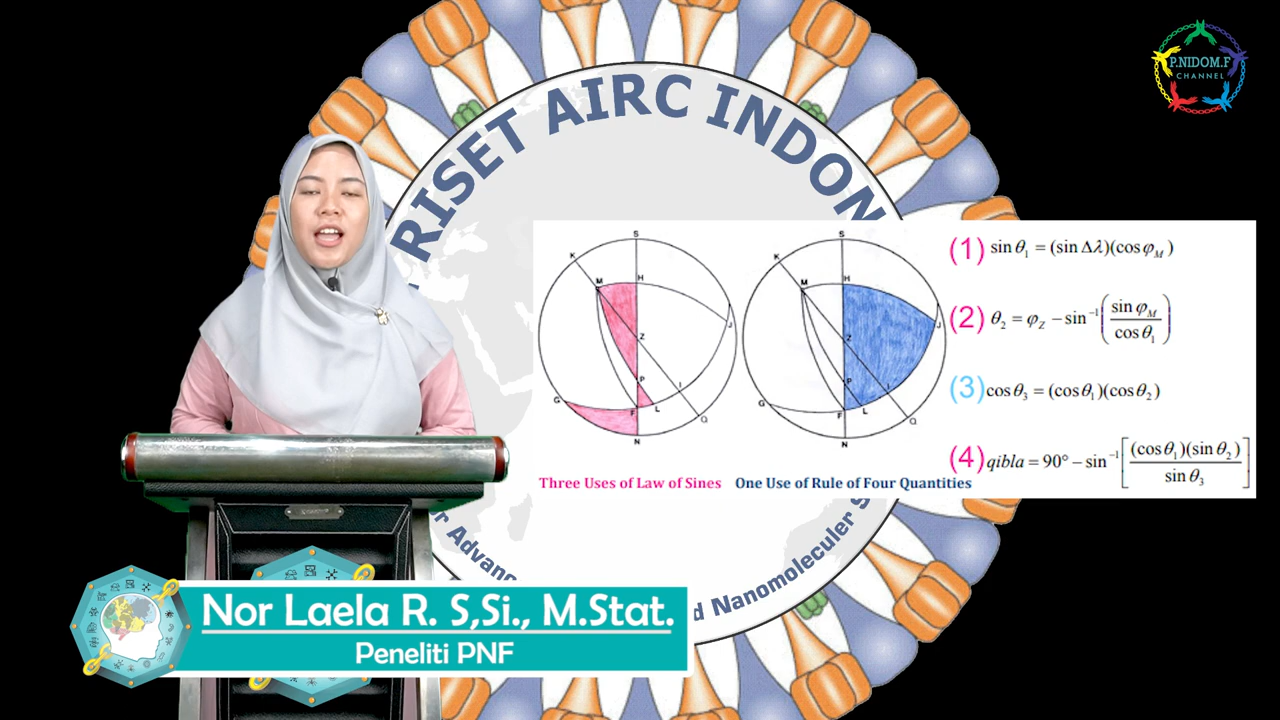 P.NIDOM.F
CHANNEL
RISET AIRC INDON
S
K
M
H
J
Z
P
I
G
F
L
Q
N
S
K
M
H
J
Z
P
I
G
F
L
Q
N
(1) sin θ₁ = (sin Δλ)(cos φ_M)
(2) θ₂ = φ_Z − sin⁻¹(sin φ_M / cos θ₁)
(3) cos θ₃ = (cos θ₁)(cos θ₂)
(4) qibla = 90° − sin⁻¹[(cos θ₁)(sin θ₂) / sin θ₃]
Three Uses of Law of Sines
One Use of Rule of Four Quantities
r Advanc
d Nanomoleculer S
Nor Laela R. S,Si., M.Stat.
Peneliti PNF